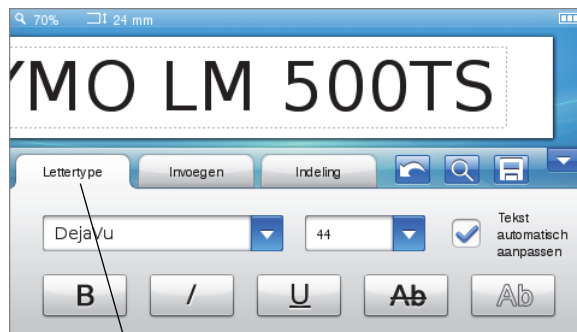 70% 24 mm
YMO LM 500TS
Lettertype Invoegen Indeling
DejaVu 44 Tekst automatisch aanpassen
B I U Ab Ab